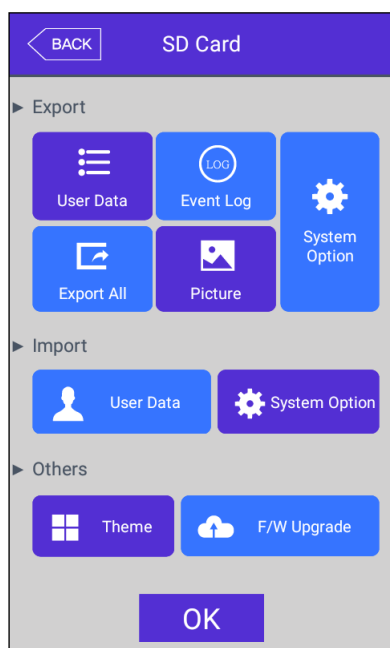 BACK
SD Card
Export
User Data
LOG
Event Log
System
Option
Export All
Picture
Import
User Data
System Option
Others
Theme
F/W Upgrade
OK